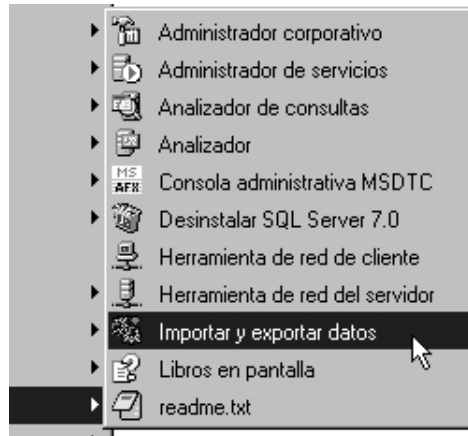 Administrador corporativo
Administrador de servicios
Analizador de consultas
Analizador
MS
AFX
Consola administrativa MSDTC
Desinstalar SQL Server 7.0
Herramienta de red de cliente
Herramienta de red del servidor
Importar y exportar datos
Libros en pantalla
readme.txt